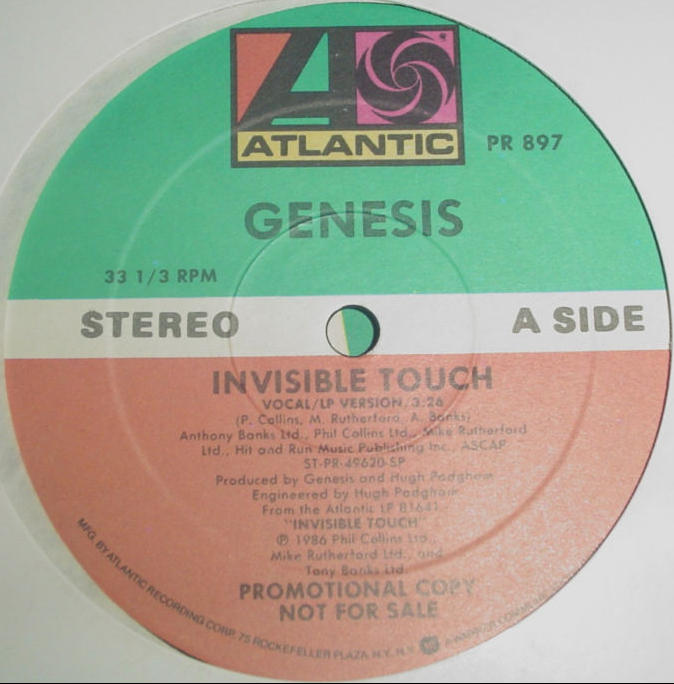 ATLANTIC
PR 897
GENESIS
33 1/3 RPM
STEREO
A SIDE
INVISIBLE TOUCH
VOCAL/LP VERSION, 3:26
(P. Collins, M. Rutherford, A. Banks)
Anthony Banks Ltd., Phil Collins Ltd., Mike Rutherford
Ltd., Hit and Run Music Publishing Inc., ASCAP
ST-PR-49620-SP
Produced by Genesis and Hugh Padgham
Engineered by Hugh Padgham
From the Atlantic LP 81641
"INVISIBLE TOUCH"
℗ 1986 Phil Collins Ltd.,
Mike Rutherford Ltd., and
Tony Banks Ltd.
PROMOTIONAL COPY
NOT FOR SALE
MFG. BY ATLANTIC RECORDING CORP., 75 ROCKEFELLER PLAZA, N.Y., N.Y.